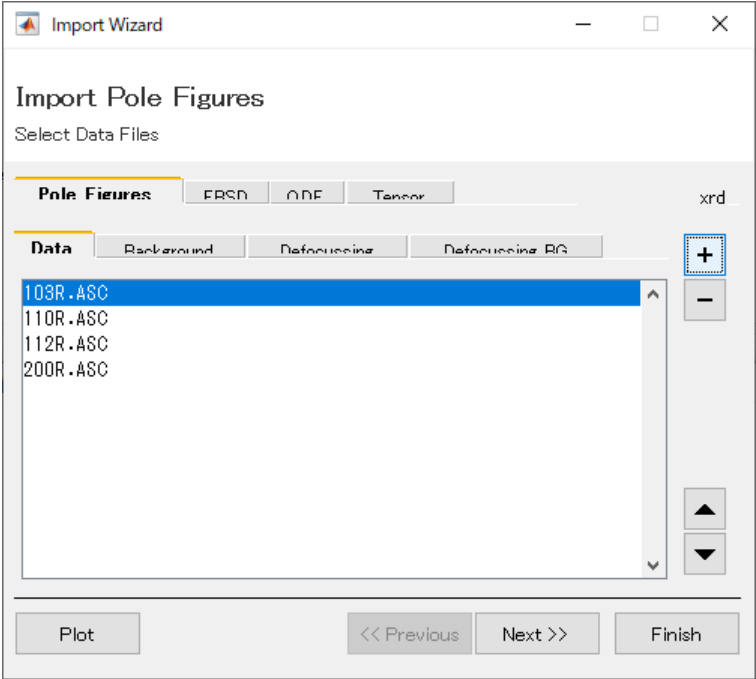 Import Wizard
Import Pole Figures
Select Data Files
Pole Figures EBSD ODF Tensor xrd
Data Background Defocussing Defocussing BG
+
103R.ASC
110R.ASC
112R.ASC
200R.ASC
−
Plot << Previous Next >> Finish